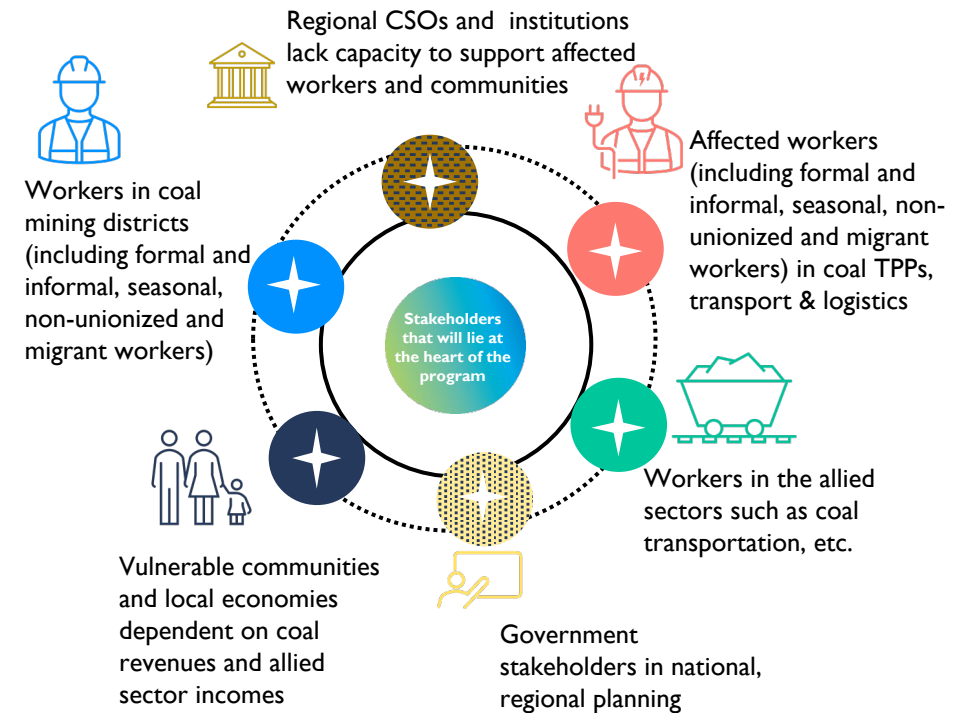 Regional CSOs and  institutions
lack capacity to support affected
workers and communities
Affected workers
(including formal and
informal, seasonal, non-
unionized and migrant
workers) in coal TPPs,
transport & logistics
Workers in coal
mining districts
(including formal and
informal, seasonal,
non-unionized and
migrant workers)
Stakeholders
that will lie at
the heart of the
program
Workers in the allied
sectors such as coal
transportation, etc.
Vulnerable communities
and local economies
dependent on coal
revenues and allied
sector incomes
Government
stakeholders in national,
regional planning